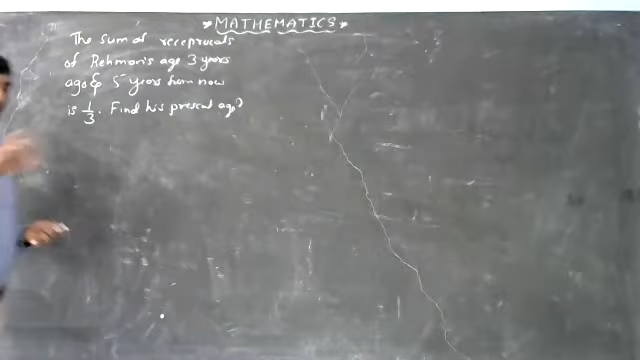 *MATHEMATICS*
The sum of reciprocals
of Rehman's age 3 years
ago & 5 years from now
is 1/3. Find his present age?